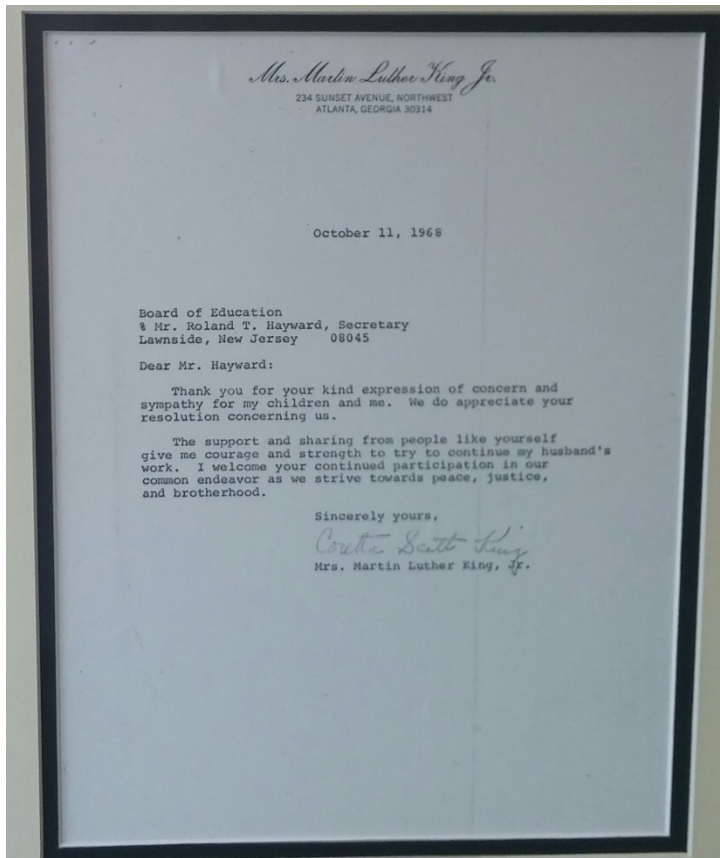 Mrs. Martin Luther King Jr.
234 SUNSET AVENUE, NORTHWEST
ATLANTA, GEORGIA 30314
October 11, 1968
Board of Education
% Mr. Roland T. Hayward, Secretary
Lawnside, New Jersey 08045
Dear Mr. Hayward:
Thank you for your kind expression of concern and
sympathy for my children and me. We do appreciate your
resolution concerning us.
The support and sharing from people like yourself
give me courage and strength to try to continue my husband's
work. I welcome your continued participation in our
common endeavor as we strive towards peace, justice,
and brotherhood.
Sincerely yours,
Coretta Scott King
Mrs. Martin Luther King, Jr.